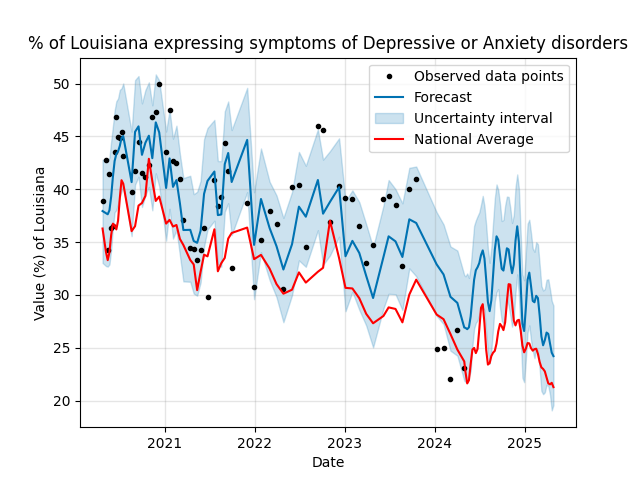 % of Louisiana expressing symptoms of Depressive or Anxiety disorders
Observed data points
Forecast
Uncertainty interval
National Average
Value (%) of Louisiana
50
45
40
35
30
25
20
2021
2022
2023
2024
2025
Date